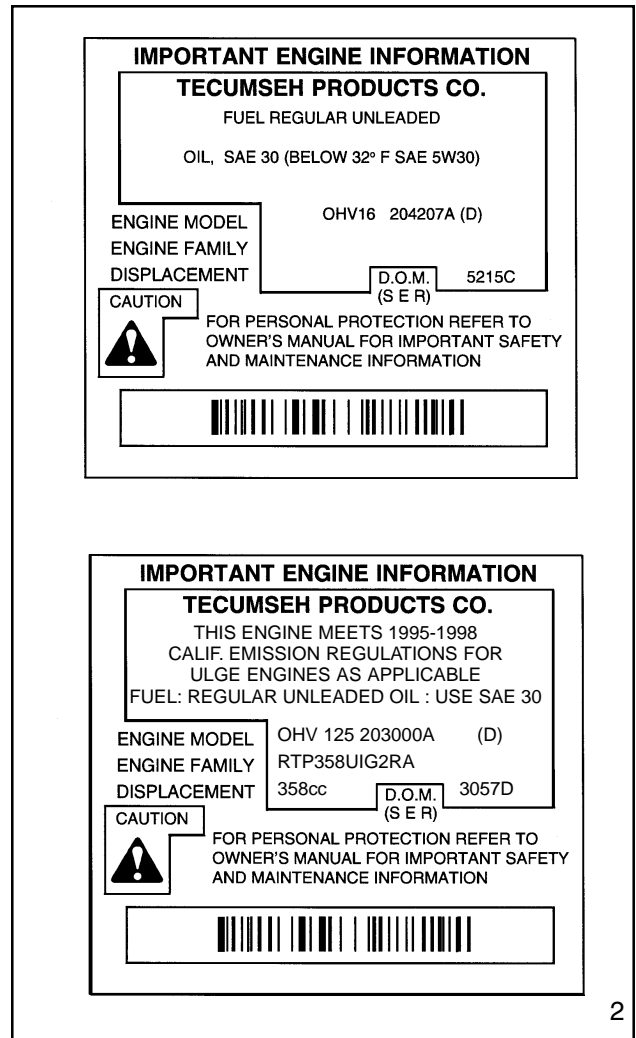 IMPORTANT ENGINE INFORMATION
TECUMSEH PRODUCTS CO.
FUEL REGULAR UNLEADED
OIL, SAE 30 (BELOW 32º F SAE 5W30)
ENGINE MODEL OHV16 204207A (D)
ENGINE FAMILY
DISPLACEMENT D.O.M. 5215C
(S E R)
CAUTION
FOR PERSONAL PROTECTION REFER TO
OWNER'S MANUAL FOR IMPORTANT SAFETY
AND MAINTENANCE INFORMATION
IMPORTANT ENGINE INFORMATION
TECUMSEH PRODUCTS CO.
THIS ENGINE MEETS 1995-1998
CALIF. EMISSION REGULATIONS FOR
ULGE ENGINES AS APPLICABLE
FUEL: REGULAR UNLEADED OIL : USE SAE 30
ENGINE MODEL OHV 125 203000A (D)
ENGINE FAMILY RTP358UIG2RA
DISPLACEMENT 358cc D.O.M. 3057D
(S E R)
CAUTION
FOR PERSONAL PROTECTION REFER TO
OWNER'S MANUAL FOR IMPORTANT SAFETY
AND MAINTENANCE INFORMATION
2